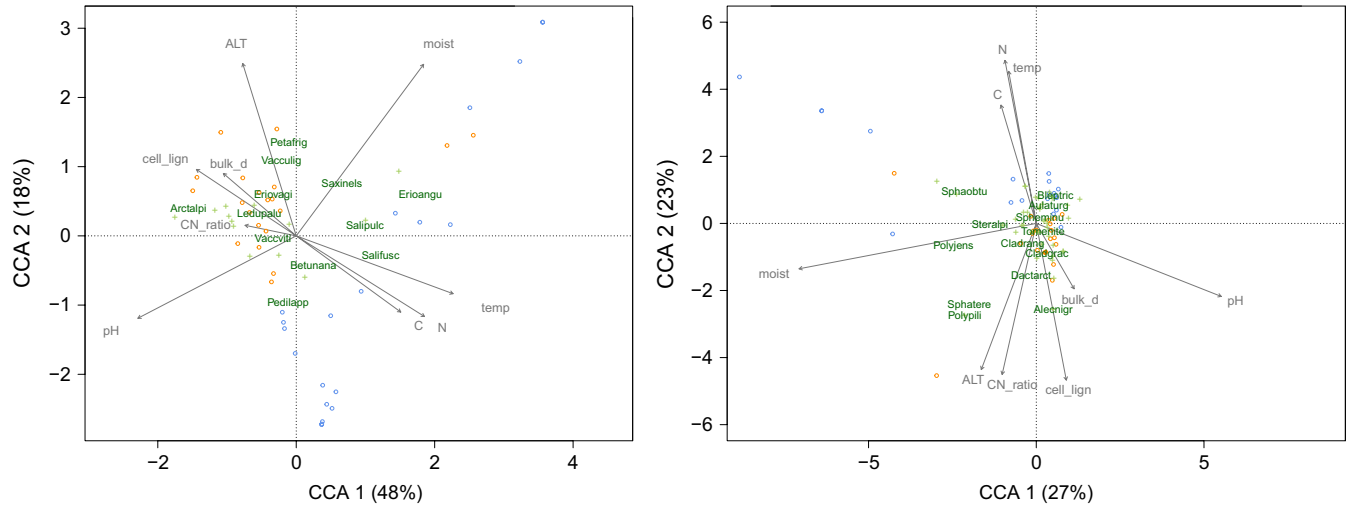 3
2
1
0
−1
−2
−2
0
2
4
CCA 2 (18%)
CCA 1 (48%)
ALT
moist
cell_lign
bulk_d
CN_ratio
pH
temp
C
N
Petafrig
Vacculig
Saxinels
Erioangu
Eriovagi
Arctalpi
Ledupalu
Salipulc
Vaccviti
Salifusc
Betunana
Pedilapp
6
4
2
0
−2
−4
−6
−5
0
5
CCA 2 (23%)
CCA 1 (27%)
N
temp
C
Sphaobtu
Aulaturg
Spheminu
Steralpi
Tomenite
Polyjens
Cladrang
Cladgrac
moist
Dactarct
bulk_d
pH
Sphatere
Polypili
Alecnigr
ALT
CN_ratio
cell_lign